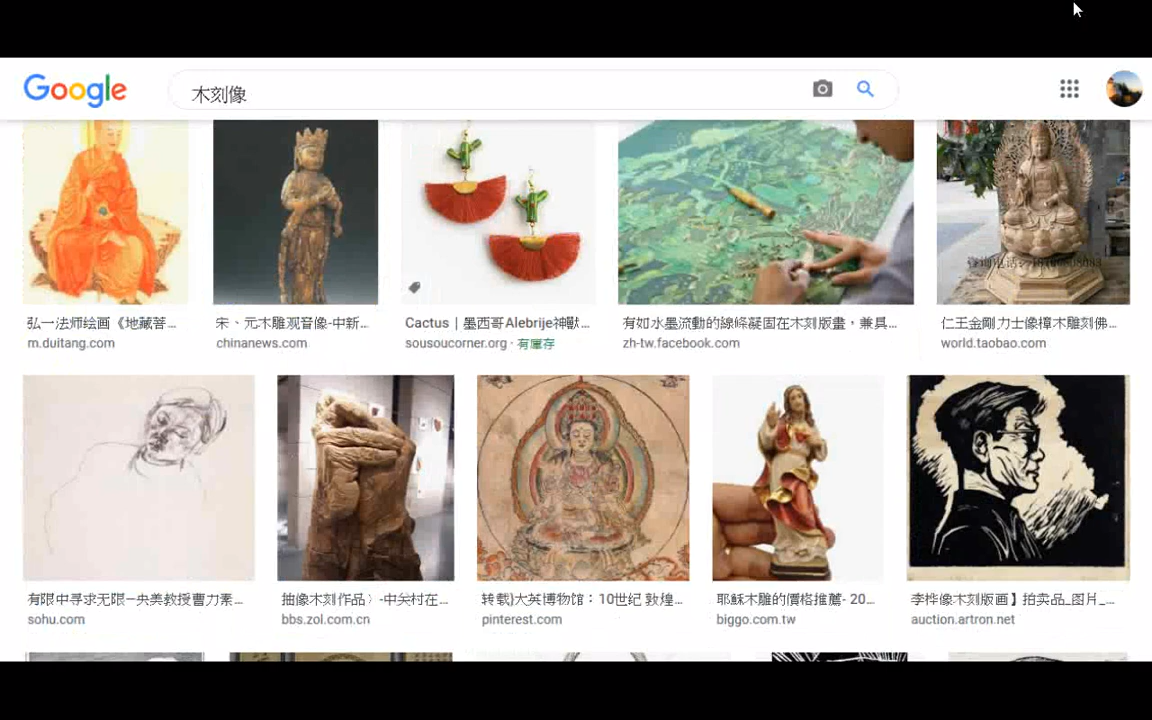 Google
木刻像
弘一法师绘画《地藏菩...
m.duitang.com
宋、元木雕观音像-中新...
chinanews.com
Cactus | 墨西哥Alebrije神獸...
sousoucorner.org · 有庫存
有如水墨流動的線條凝固在木刻版畫,兼具...
zh-tw.facebook.com
仁王金剛力士像樟木雕刻佛...
world.taobao.com
有限中寻求无限—央美教授曹力素...
sohu.com
抽像木刻作品〉-中关村在...
bbs.zol.com.cn
转载)大英博物馆:10世纪 敦煌...
pinterest.com
耶穌木雕的價格推薦- 20...
biggo.com.tw
李桦像木刻版画】拍卖品_图片_...
auction.artron.net